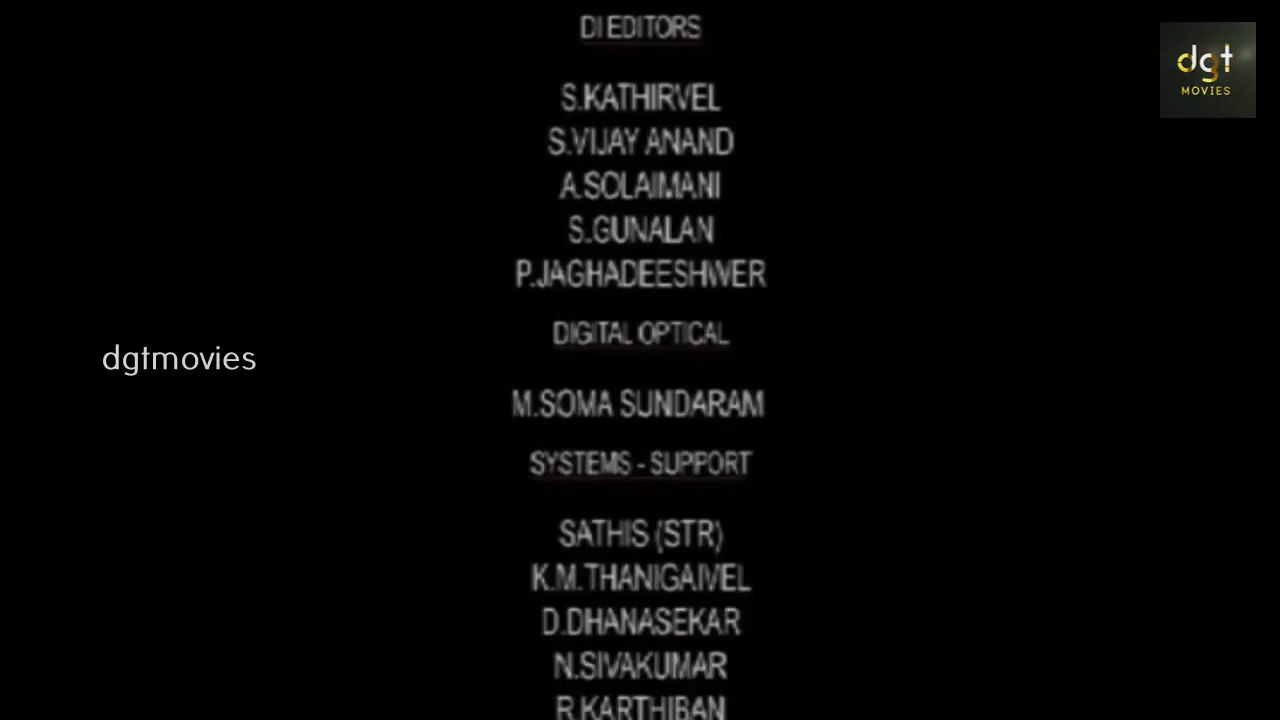 DI EDITORS
dgt
MOVIES
S.KATHIRVEL
S.VIJAY ANAND
A.SOLAIMANI
S.GUNALAN
P.JAGHADEESHWER
DIGITAL OPTICAL
dgtmovies
M.SOMA SUNDARAM
SYSTEMS - SUPPORT
SATHIS (STR)
K.M.THANIGAIVEL
D.DHANASEKAR
N.SIVAKUMAR
R.KARTHIBAN